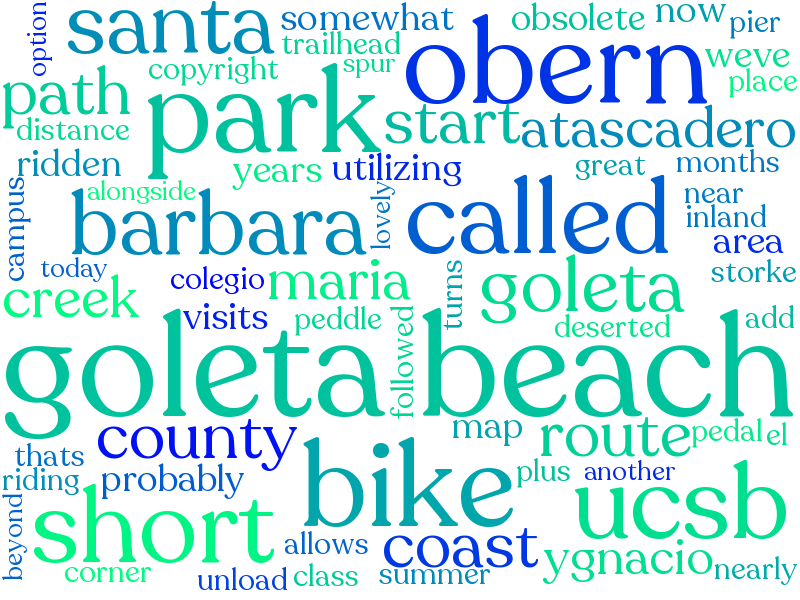 option
santa
somewhat
obsolete
now
pier
trailhead
obern
weve
copyright
spur
place
path
park
start
atascadero
distance
ridden
years
utilizing
great
months
campus
alongside
lovely
called
near
barbara
inland
area
today
colegio
maria
turns
goleta
storke
creek
visits
peddle
followed
deserted
add
goleta beach
county
map
route
pedal
el
thats
bike
plus
another
riding
probably
ucsb
beyond
short
allows
coast
ygnacio
nearly
corner
unload
class
summer